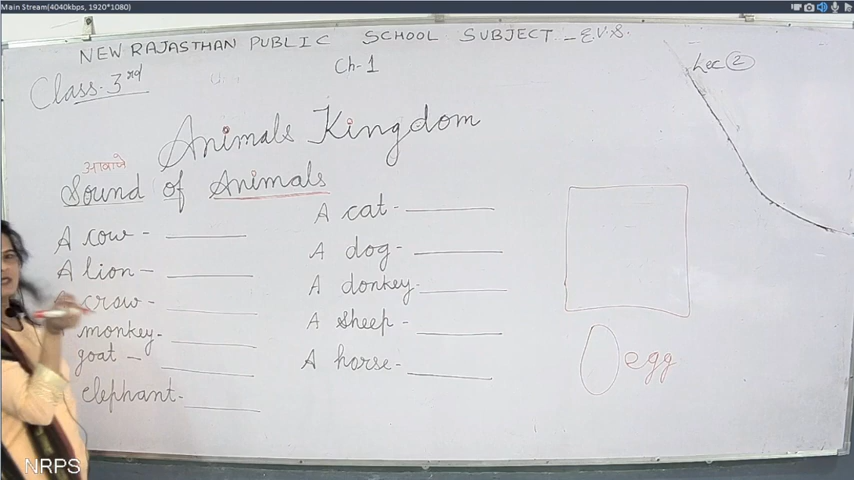 Main Stream(4040kbps, 1920*1080)
NEW RAJASTHAN PUBLIC SCHOOL SUBJECT - E.V.S.
Class-3rd
Ch-1
Lec 2
Animals Kingdom
आवाजे
Sound of Animals
A cow -
A lion -
A crow -
monkey-
goat -
elephant-
A cat-
A dog-
A donkey-
A sheep -
A horse-
egg
NRPS